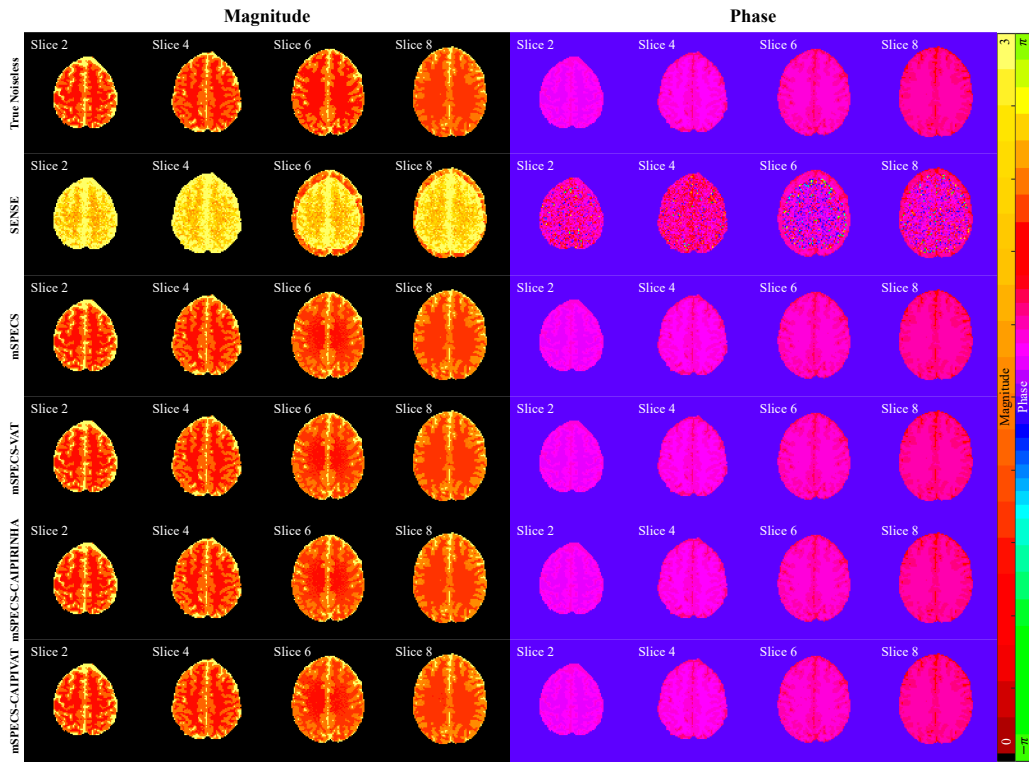 Magnitude Phase
True Noiseless
Slice 2 Slice 4 Slice 6 Slice 8 Slice 2 Slice 4 Slice 6 Slice 8
SENSE
Slice 2 Slice 4 Slice 6 Slice 8 Slice 2 Slice 4 Slice 6 Slice 8
mSPECS
Slice 2 Slice 4 Slice 6 Slice 8 Slice 2 Slice 4 Slice 6 Slice 8
mSPECS-VAT
Slice 2 Slice 4 Slice 6 Slice 8 Slice 2 Slice 4 Slice 6 Slice 8
mSPECS-CAIPIRINHA
Slice 2 Slice 4 Slice 6 Slice 8 Slice 2 Slice 4 Slice 6 Slice 8
mSPECS-CAIPIVAT
Slice 2 Slice 4 Slice 6 Slice 8 Slice 2 Slice 4 Slice 6 Slice 8
0 Magnitude 3
−π Phase π